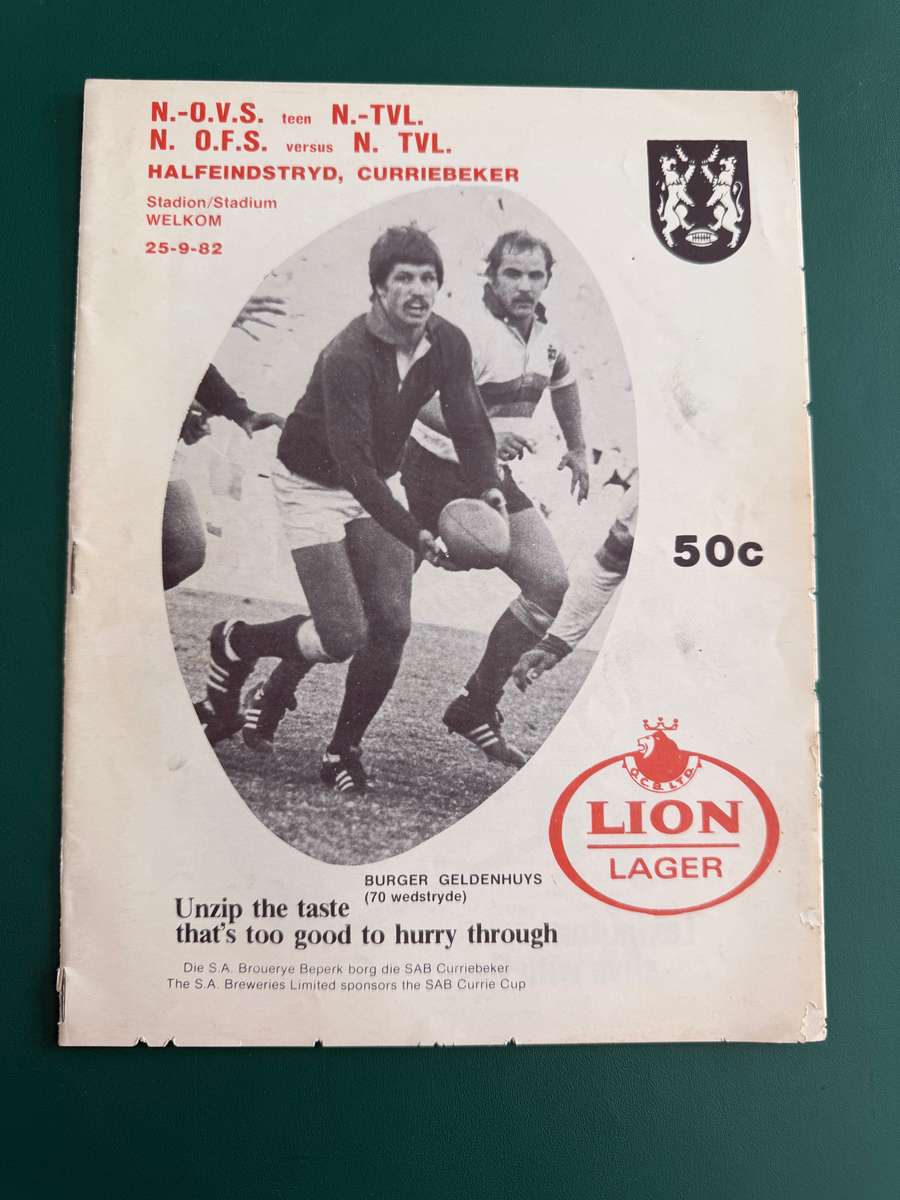 N.-O.V.S. teen N.-TVL.
N. O.F.S. versus N. TVL.
HALFEINDSTRYD, CURRIEBEKER
Stadion/Stadium
WELKOM
25-9-82
50c
O.C.B. LTD.
LION
LAGER
BURGER GELDENHUYS
(70 wedstryde)
Unzip the taste
that's too good to hurry through
Die S.A. Brouerye Beperk borg die SAB Curriebeker
The S.A. Breweries Limited sponsors the SAB Currie Cup